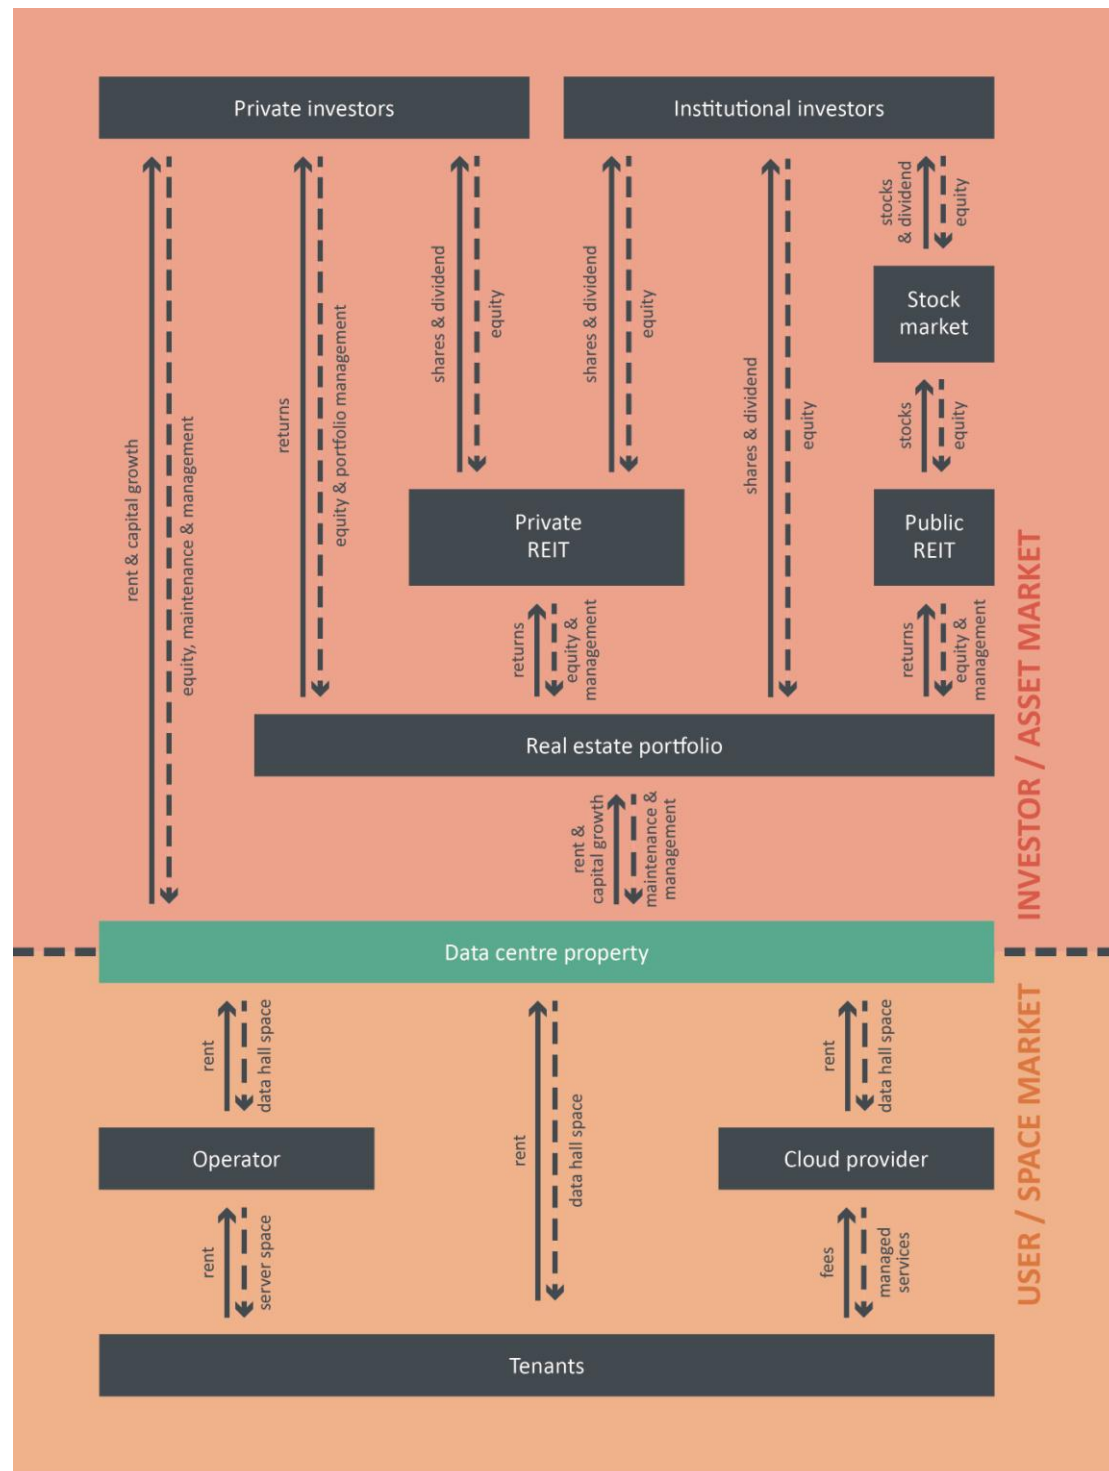 Private investors
Institutional investors
rent & capital growth
equity, maintenance & management
returns
equity & portfolio management
shares & dividend
equity
shares & dividend
equity
shares & dividend
equity
stocks
& dividend
equity
Stock
market
stocks
equity
Private
REIT
Public
REIT
returns
equity &
management
returns
equity &
management
Real estate portfolio
rent &
capital growth
maintenance &
management
INVESTOR / ASSET MARKET
Data centre property
rent
data hall space
rent
data hall space
rent
data hall space
Operator
Cloud provider
rent
server space
fees
managed
services
USER / SPACE MARKET
Tenants